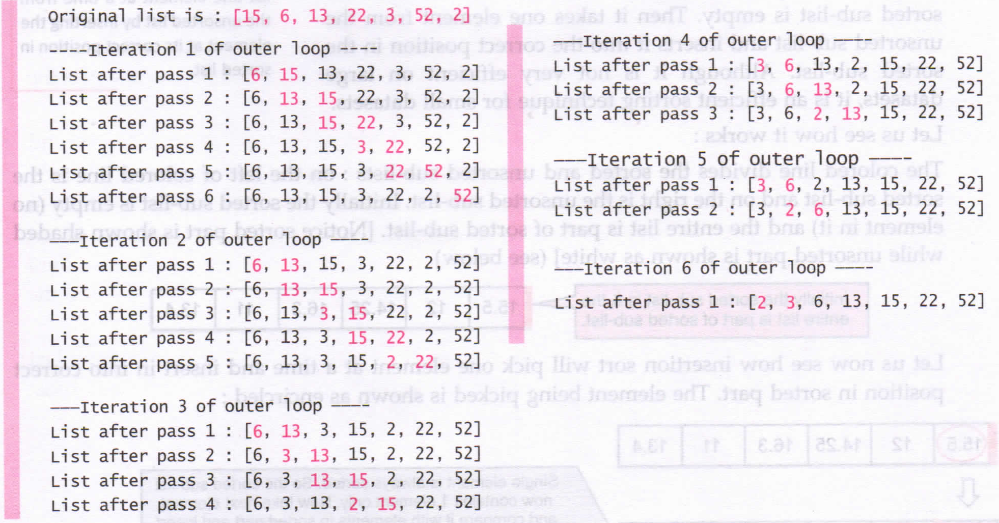 Original list is : [15, 6, 13, 22, 3, 52, 2]
----Iteration 1 of outer loop----
List after pass 1 : [6, 15, 13, 22, 3, 52, 2]
List after pass 2 : [6, 13, 15, 22, 3, 52, 2]
List after pass 3 : [6, 13, 15, 22, 3, 52, 2]
List after pass 4 : [6, 13, 15, 3, 22, 52, 2]
List after pass 5 : [6, 13, 15, 3, 22, 52, 2]
List after pass 6 : [6, 13, 15, 3, 22, 2, 52]
---Iteration 2 of outer loop ----
List after pass 1 : [6, 13, 15, 3, 22, 2, 52]
List after pass 2 : [6, 13, 15, 3, 22, 2, 52]
List after pass 3 : [6, 13, 3, 15, 22, 2, 52]
List after pass 4 : [6, 13, 3, 15, 22, 2, 52]
List after pass 5 : [6, 13, 3, 15, 2, 22, 52]
---Iteration 3 of outer loop ----
List after pass 1 : [6, 13, 3, 15, 2, 22, 52]
List after pass 2 : [6, 3, 13, 15, 2, 22, 52]
List after pass 3 : [6, 3, 13, 15, 2, 22, 52]
List after pass 4 : [6, 3, 13, 2, 15, 22, 52]
---Iteration 4 of outer loop ----
List after pass 1 : [3, 6, 13, 2, 15, 22, 52]
List after pass 2 : [3, 6, 13, 2, 15, 22, 52]
List after pass 3 : [3, 6, 2, 13, 15, 22, 52]
---Iteration 5 of outer loop ----
List after pass 1 : [3, 6, 2, 13, 15, 22, 52]
List after pass 2 : [3, 2, 6, 13, 15, 22, 52]
---Iteration 6 of outer loop ----
List after pass 1 : [2, 3, 6, 13, 15, 22, 52]